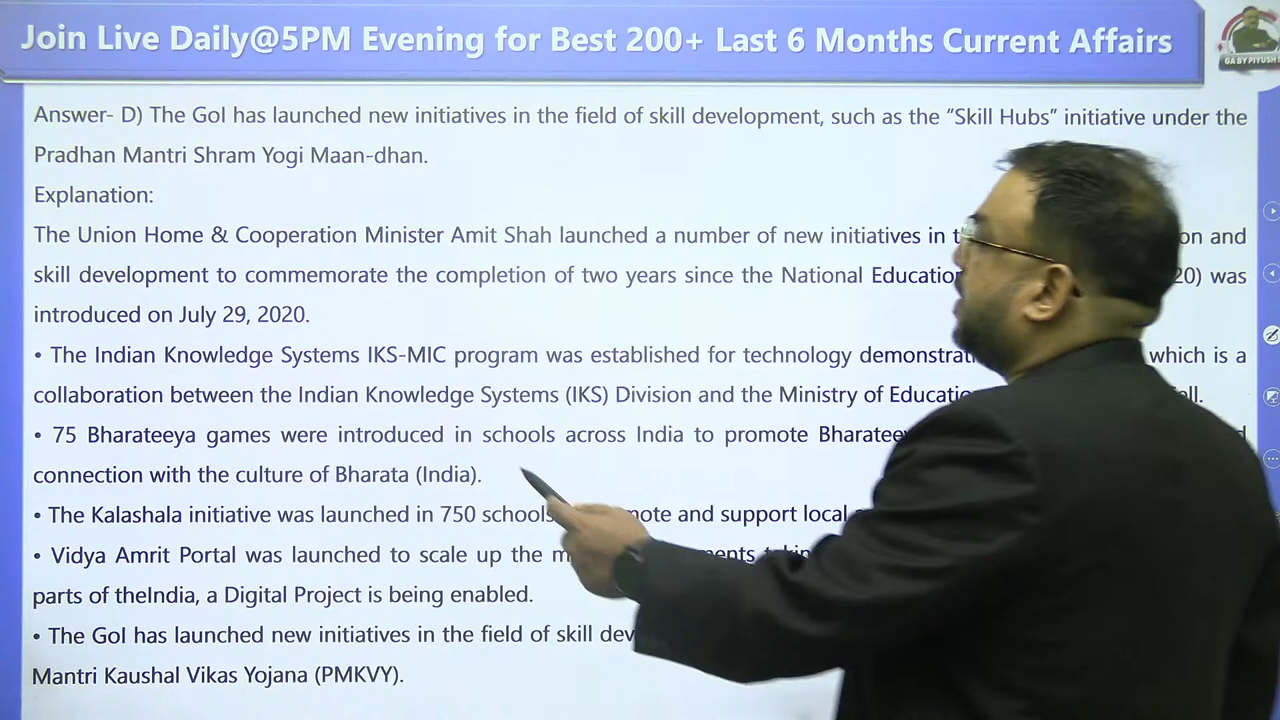 Join Live Daily@5PM Evening for Best 200+ Last 6 Months Current Affairs
GA BY PIYUSH
Answer- D) The GoI has launched new initiatives in the field of skill development, such as the “Skill Hubs” initiative under the
Pradhan Mantri Shram Yogi Maan-dhan.
Explanation:
The Union Home & Cooperation Minister Amit Shah launched a number of new initiatives in on and
skill development to commemorate the completion of two years since the National Education 20) was
introduced on July 29, 2020.
• The Indian Knowledge Systems IKS-MIC program was established for technology which is a
collaboration between the Indian Knowledge Systems (IKS) Division and the Ministry of
• 75 Bharateeya games were introduced in schools across India to promote
connection with the culture of Bharata (India).
• The Kalashala initiative was launched in 750 schools and support local
• Vidya Amrit Portal was launched to scale up the
parts of theIndia, a Digital Project is being enabled.
• The GoI has launched new initiatives in the field of skill
Mantri Kaushal Vikas Yojana (PMKVY).